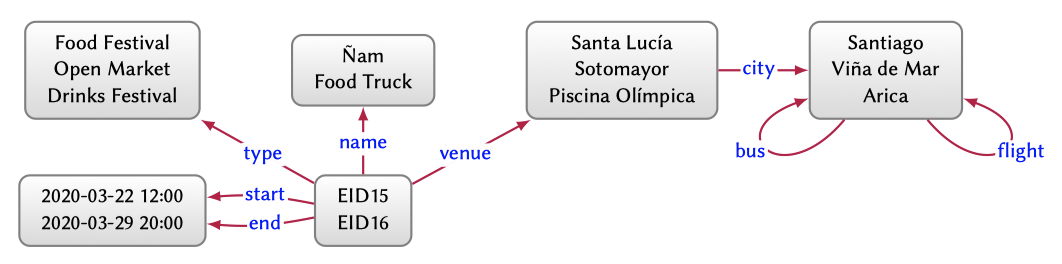 Food Festival
Open Market
Drinks Festival
Ñam
Food Truck
Santa Lucía
Sotomayor
Piscina Olímpica
city
Santiago
Viña de Mar
Arica
type
name
venue
bus
flight
2020-03-22 12:00
2020-03-29 20:00
start
end
EID15
EID16